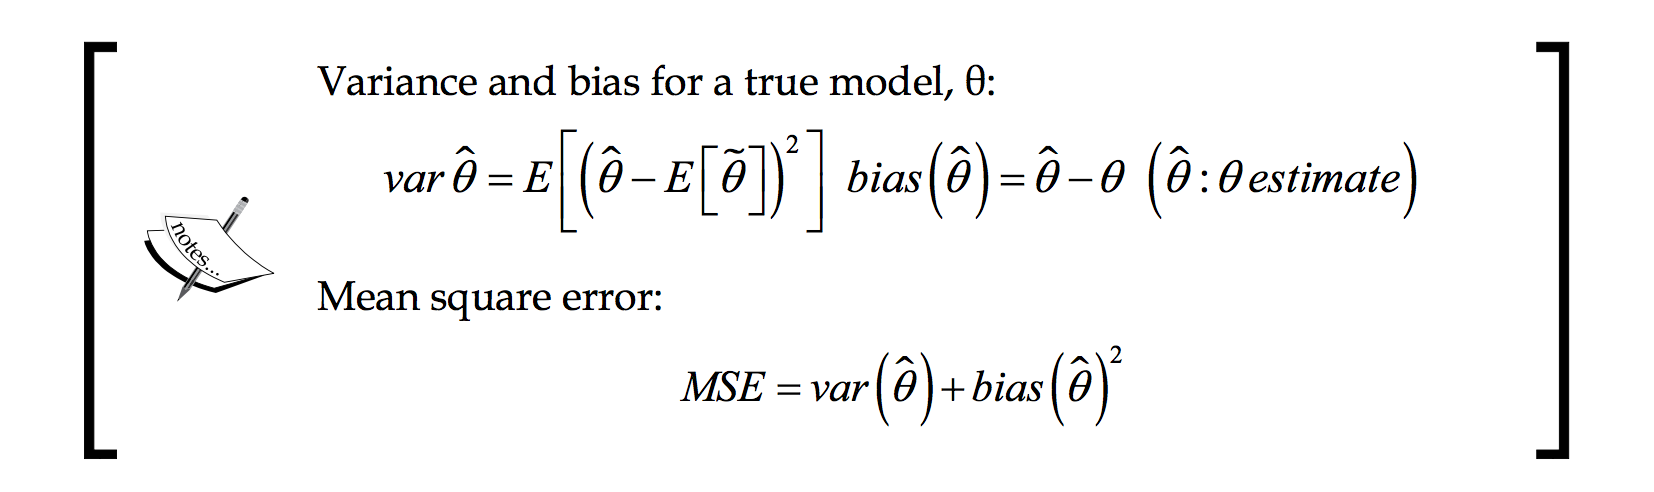 Variance and bias for a true model, θ:
var θ̂ = E[(θ̂ − E[θ̃])²] bias(θ̂) = θ̂ − θ (θ̂ : θ estimate)
notes...
Mean square error:
MSE = var(θ̂) + bias(θ̂)²